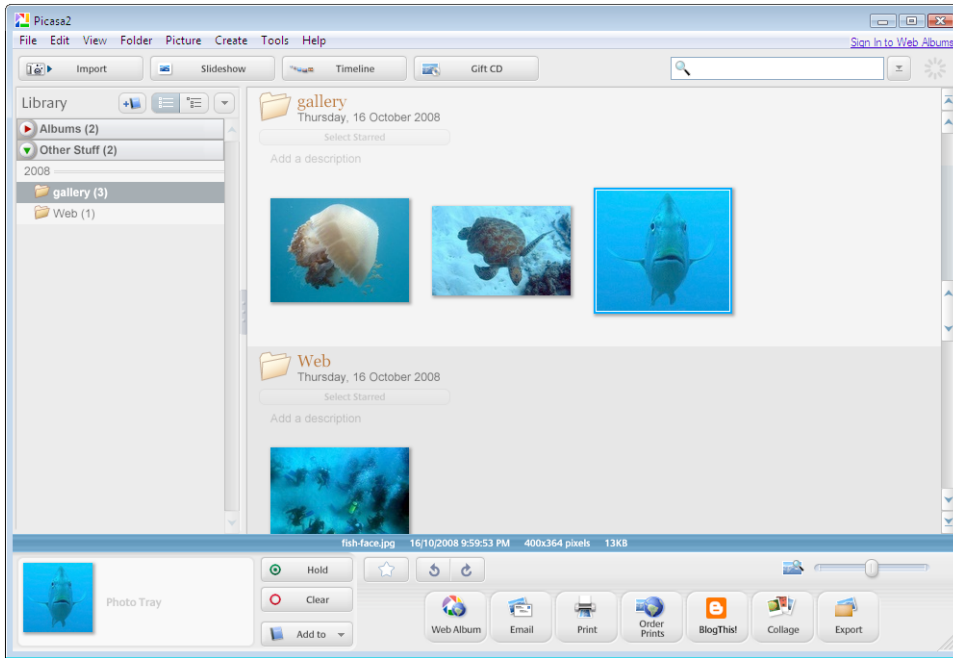 Picasa2
File Edit View Folder Picture Create Tools Help
Sign In to Web Albums
Import Slideshow Timeline Gift CD
Library
Albums (2)
Other Stuff (2)
2008
gallery (3)
Web (1)
gallery
Thursday, 16 October 2008
Select Starred
Add a description
Web
Thursday, 16 October 2008
Select Starred
Add a description
fish-face.jpg 16/10/2008 9:59:53 PM 400x364 pixels 13KB
Photo Tray
Hold
Clear
Add to
Web Album
Email
Print
Order
Prints
BlogThis!
Collage
Export